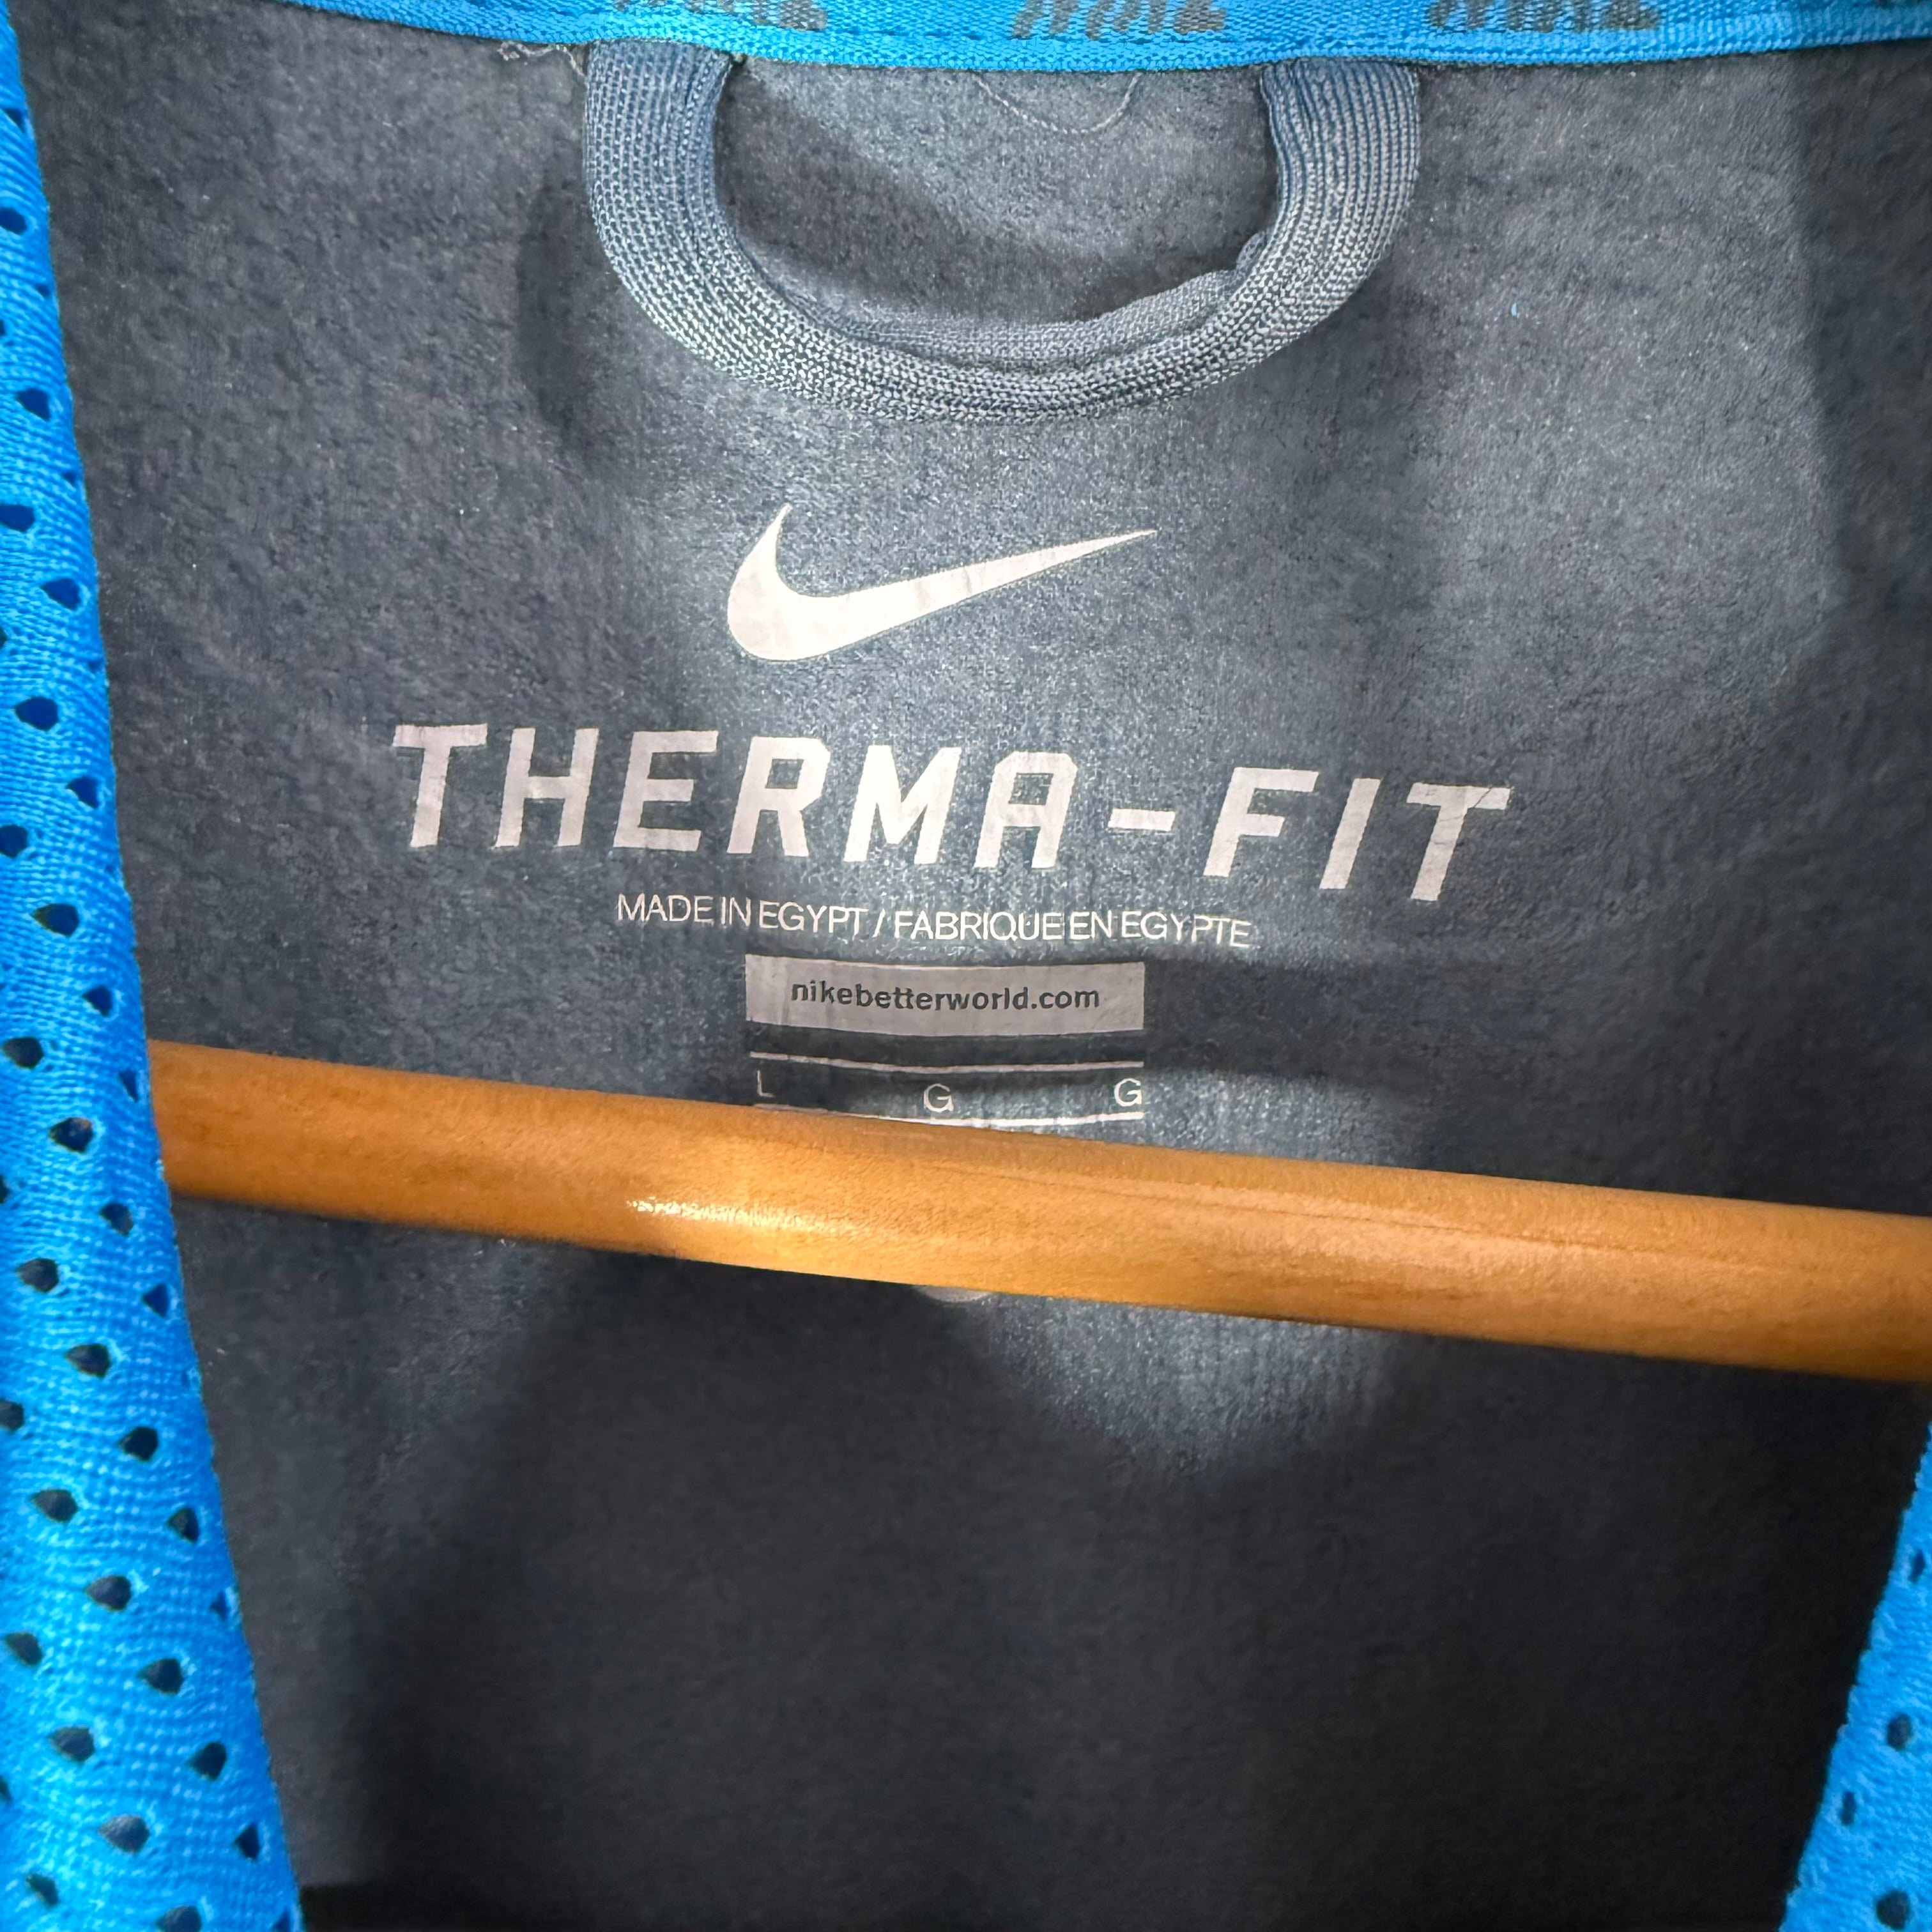 THERMA-FIT
MADE IN EGYPT / FABRIQUE EN EGYPTE
nikebetterworld.com
L G G